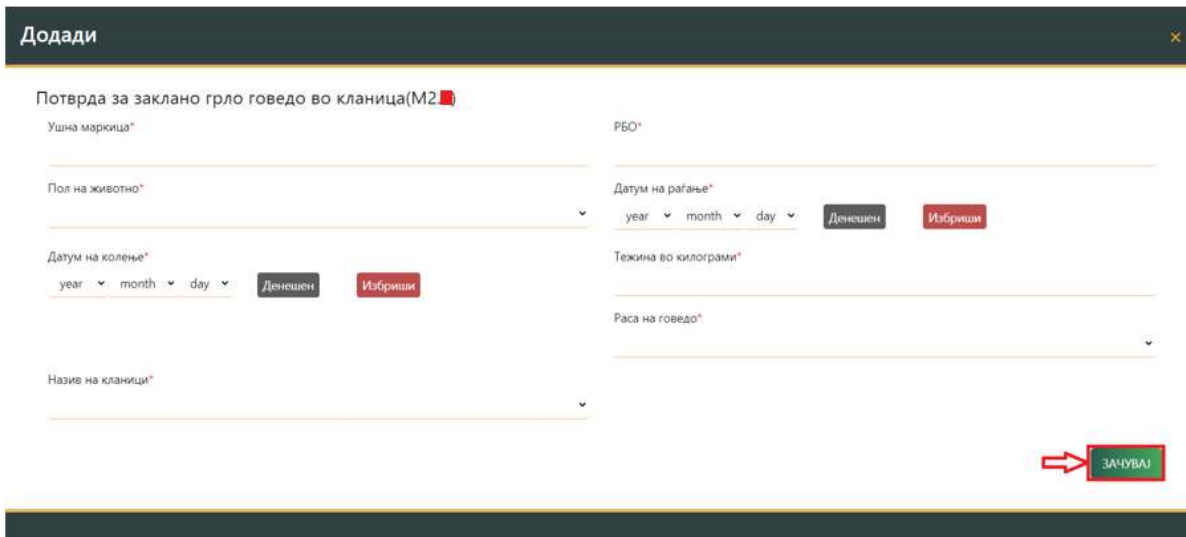 Додади
×
Потврда за заклано грло говедо во кланица(М2.)
Ушна маркица*
РБО*
Пол на животно*
Датум на раѓање*
year month day Денешен Избриши
Датум на колење*
Тежина во килограми*
year month day Денешен Избриши
Раса на говедо*
Назив на кланици*
ЗАЧУВАЈ